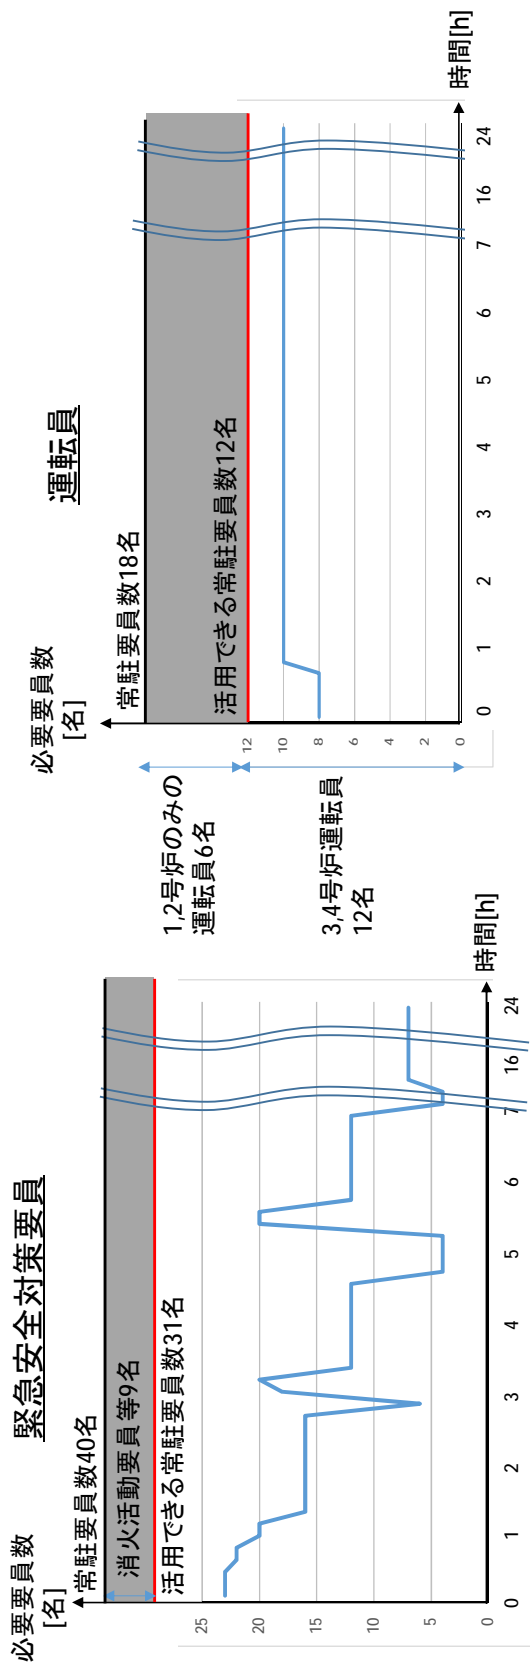 緊急安全対策要員
必要要員数
[名]
常駐要員数40名
消火活動要員等9名
活用できる常駐要員数31名
25
20
15
10
5
0
0 1 2 3 4 5 6 7 16 24
時間[h]
運転員
必要要員数
[名]
常駐要員数18名
活用できる常駐要員数12名
1,2号炉のみの
運転員6名
3,4号炉運転員
12名
12
10
8
6
4
2
0
0 1 2 3 4 5 6 7 16 24
時間[h]